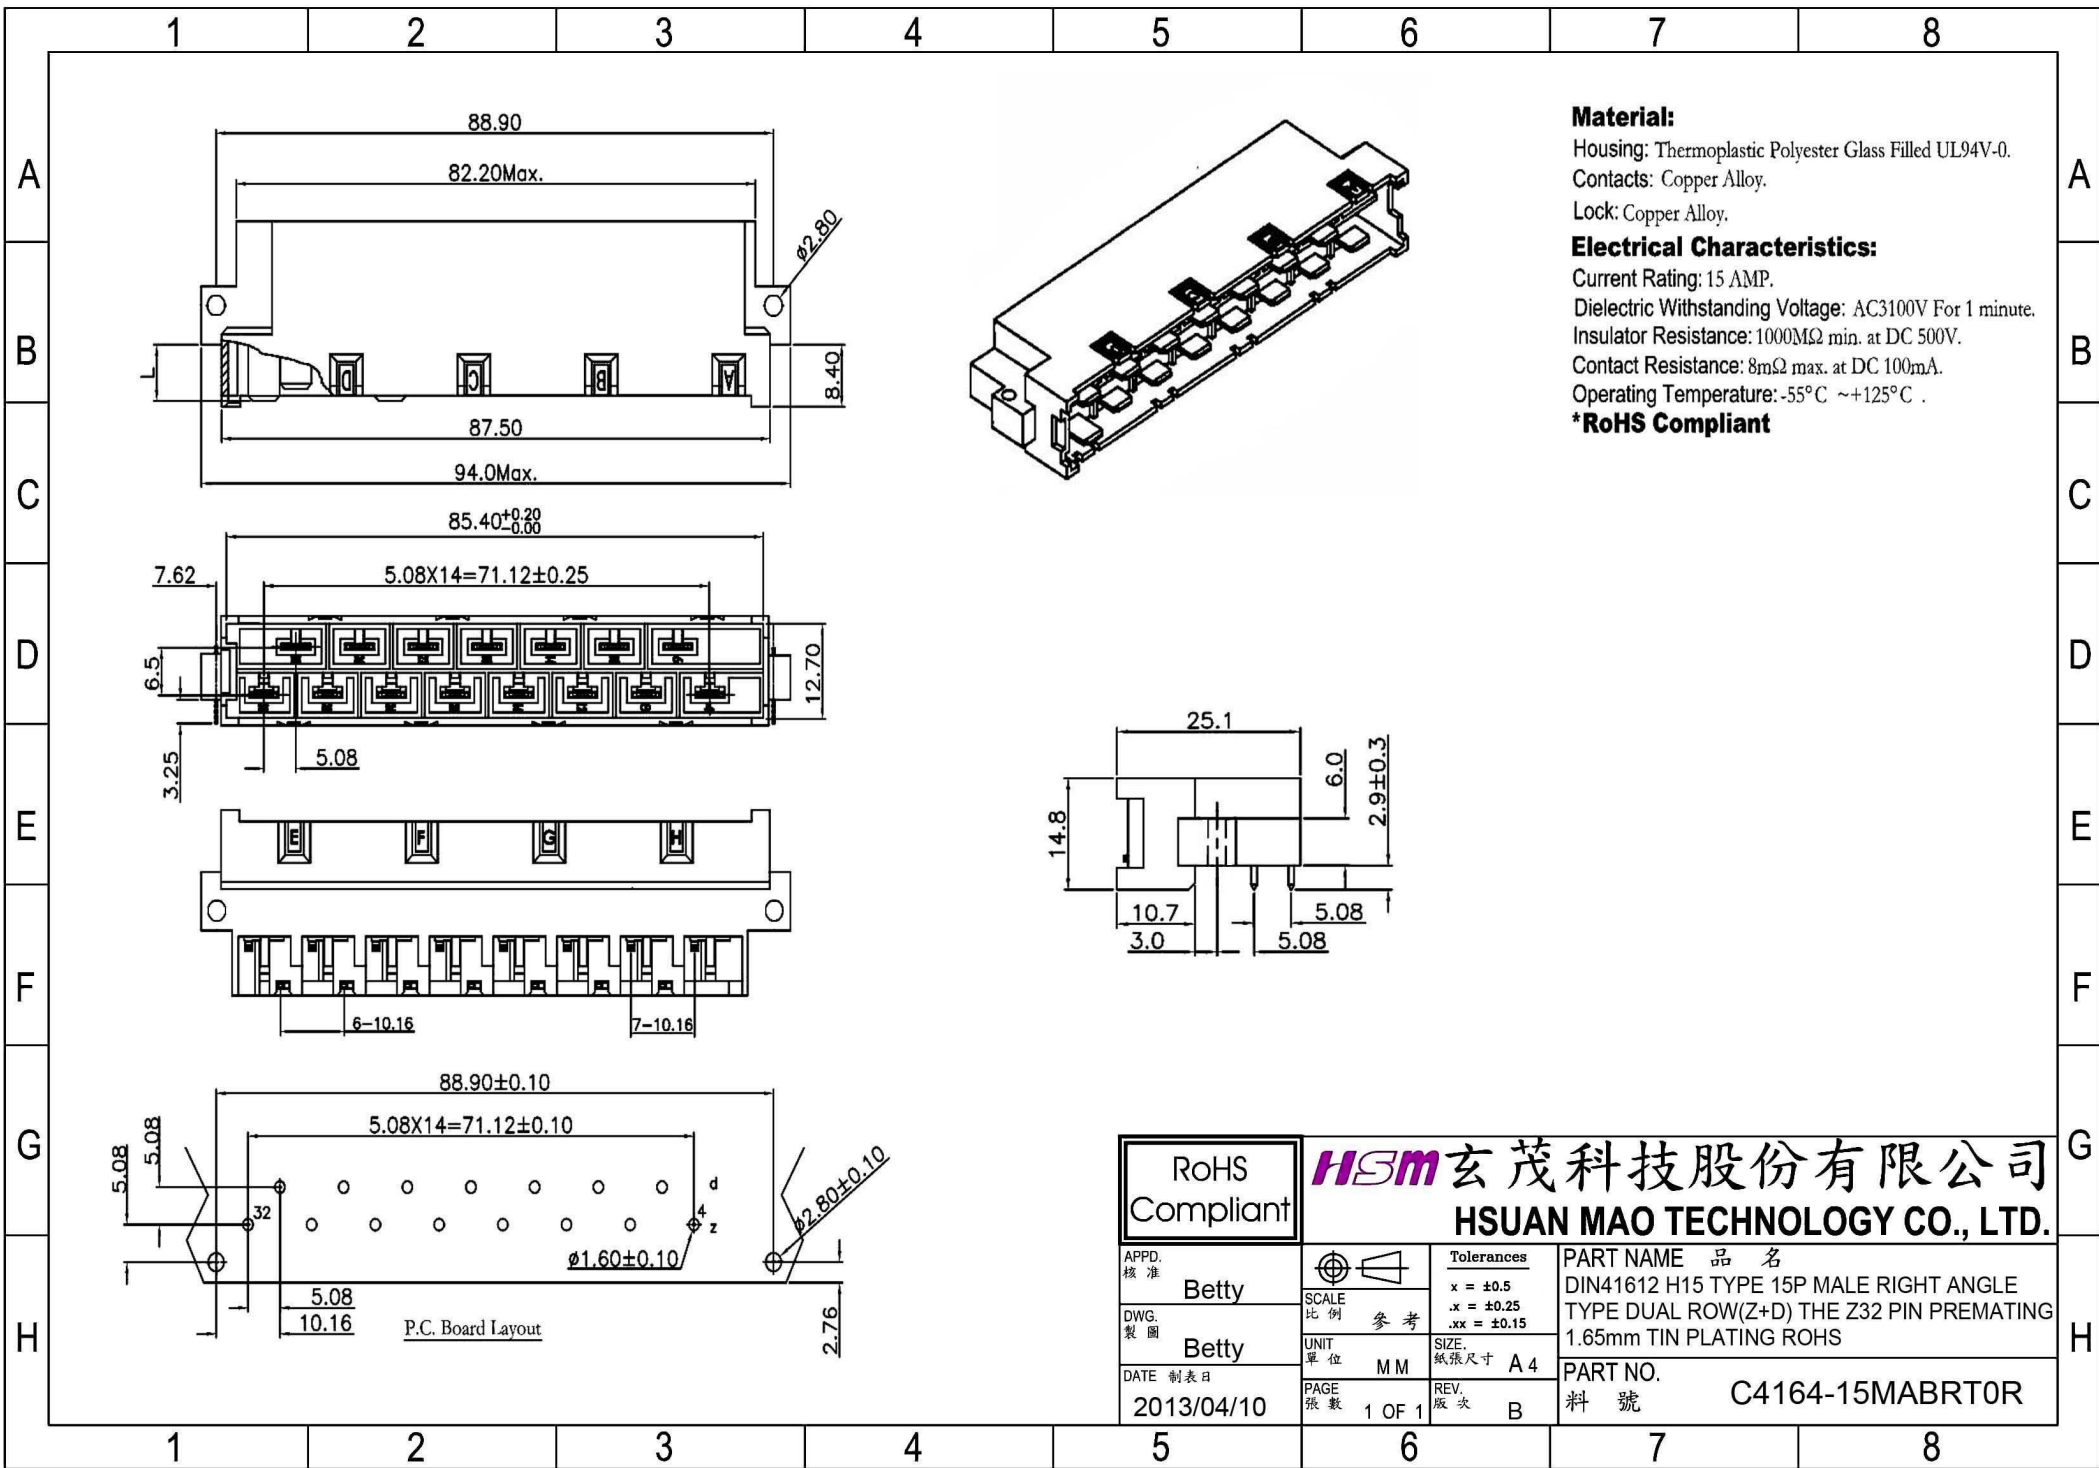 1 2 3 4 5 6 7 8
A
B
C
D
E
F
G
H
A
B
C
D
E
F
G
H
88.90
82.20Max.
ø2.80
L
D C B A
8.40
87.50
94.0Max.
85.40+0.20 -0.00
7.62
5.08X14=71.12±0.25
6.5
12.70
3.25
5.08
E F G H
6-10.16
7-10.16
88.90±0.10
5.08X14=71.12±0.10
5.08
5.08
32
d
4
z
ø2.80±0.10
ø1.60±0.10
5.08
10.16
2.76
P.C. Board Layout
25.1
14.8
6.0
2.9±0.3
10.7
5.08
3.0
5.08
Material:
Housing: Thermoplastic Polyester Glass Filled UL94V-0.
Contacts: Copper Alloy.
Lock: Copper Alloy.
Electrical Characteristics:
Current Rating: 15 AMP.
Dielectric Withstanding Voltage: AC3100V For 1 minute.
Insulator Resistance: 1000MΩ min. at DC 500V.
Contact Resistance: 8mΩ max. at DC 100mA.
Operating Temperature: -55°C ~+125°C .
*RoHS Compliant
RoHS
Compliant
HSM 玄茂科技股份有限公司
HSUAN MAO TECHNOLOGY CO., LTD.
APPD.
核 准
Betty
DWG.
製 圖
Betty
DATE 制表日
2013/04/10
SCALE
比 例 參 考
UNIT
單 位 MM
PAGE
張 數 1 OF 1
Tolerances
x = ±0.5
.x = ±0.25
.xx = ±0.15
SIZE.
紙張尺寸 A4
REV.
版 次 B
PART NAME 品 名
DIN41612 H15 TYPE 15P MALE RIGHT ANGLE
TYPE DUAL ROW(Z+D) THE Z32 PIN PREMATING
1.65mm TIN PLATING ROHS
PART NO.
料 號 C4164-15MABRT0R
1 2 3 4 5 6 7 8